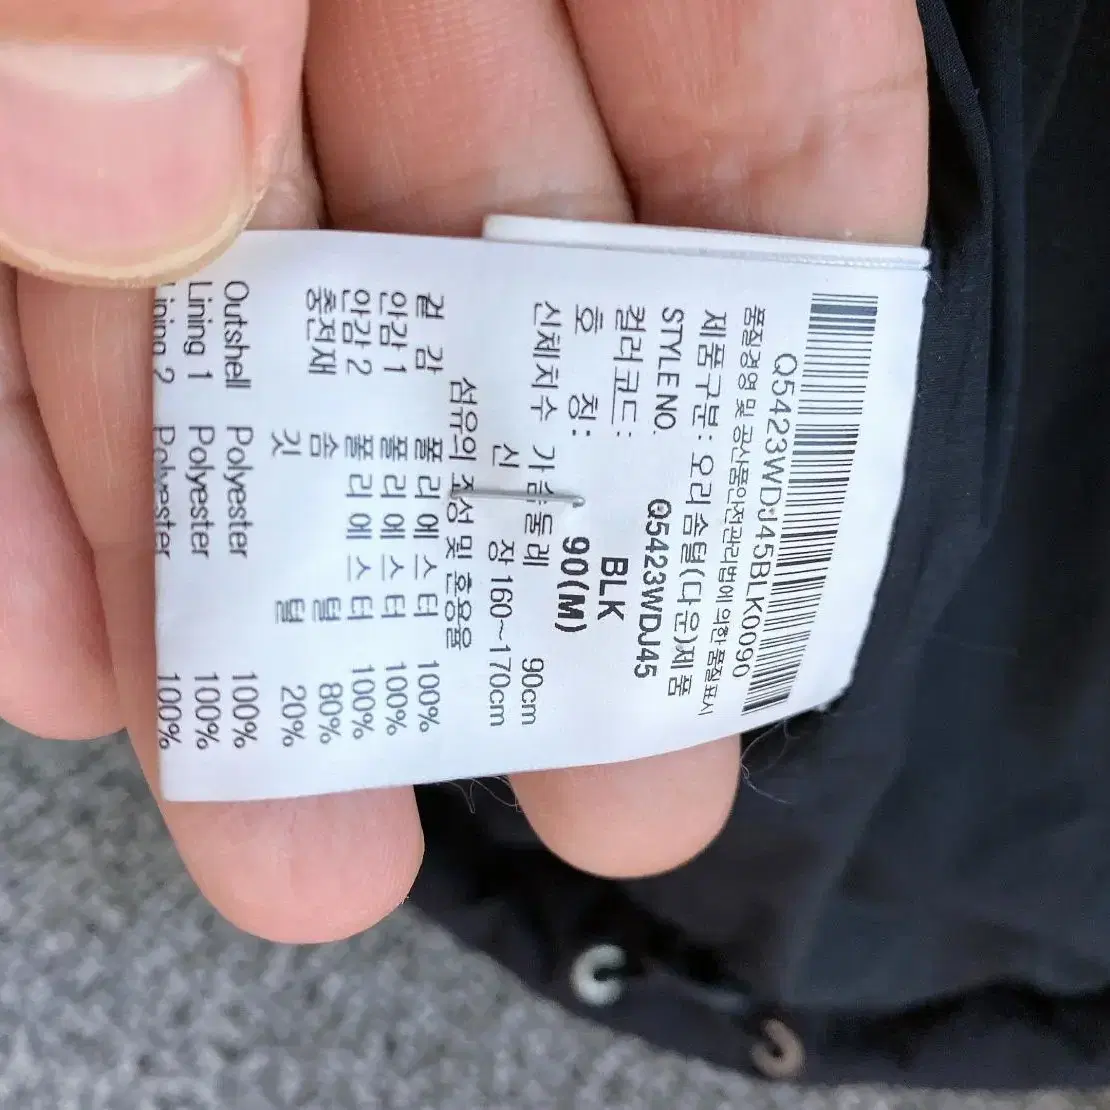 Q5423WDJ45BLK0090
품질경영 및 공산품안전관리법에 의한 품질표시
제품구분: 오리솜털(다운)제품
STYLE NO. Q5423WDJ45
컬러코드: BLK
호 칭: 90(M)
신체치수 가슴둘레 90cm
신 장 160~170cm
섬유의 조성 및 혼용율
겉 감 폴리에스터 100%
안감 1 폴리에스터 100%
안감 2 폴리에스터 100%
충전재 솜 털 80%
깃 털 20%
Outshell Polyester 100%
Lining 1 Polyester 100%
Lining 2 Polyester 100%